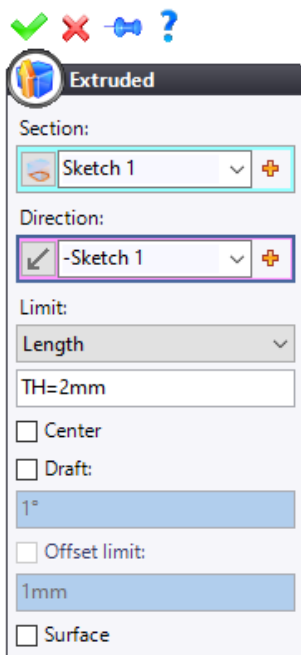 ?
Extruded
Section:
Sketch 1
Direction:
-Sketch 1
Limit:
Length
TH=2mm
Center
Draft:
1°
Offset limit:
1mm
Surface